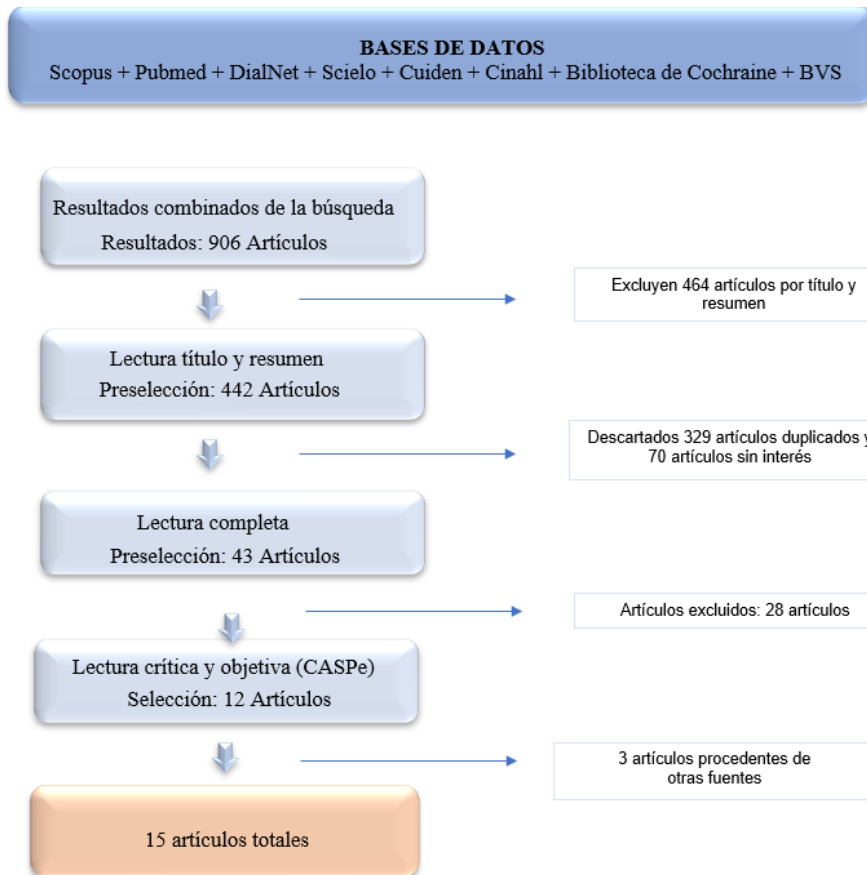 BASES DE DATOS
Scopus + Pubmed + DialNet + Scielo + Cuiden + Cinahl + Biblioteca de Cochraine + BVS
Resultados combinados de la búsqueda
Resultados: 906 Artículos
Excluyen 464 artículos por título y
resumen
Lectura título y resumen
Preselección: 442 Artículos
Descartados 329 artículos duplicados y
70 artículos sin interés
Lectura completa
Preselección: 43 Artículos
Artículos excluidos: 28 artículos
Lectura crítica y objetiva (CASPe)
Selección: 12 Artículos
3 artículos procedentes de
otras fuentes
15 artículos totales